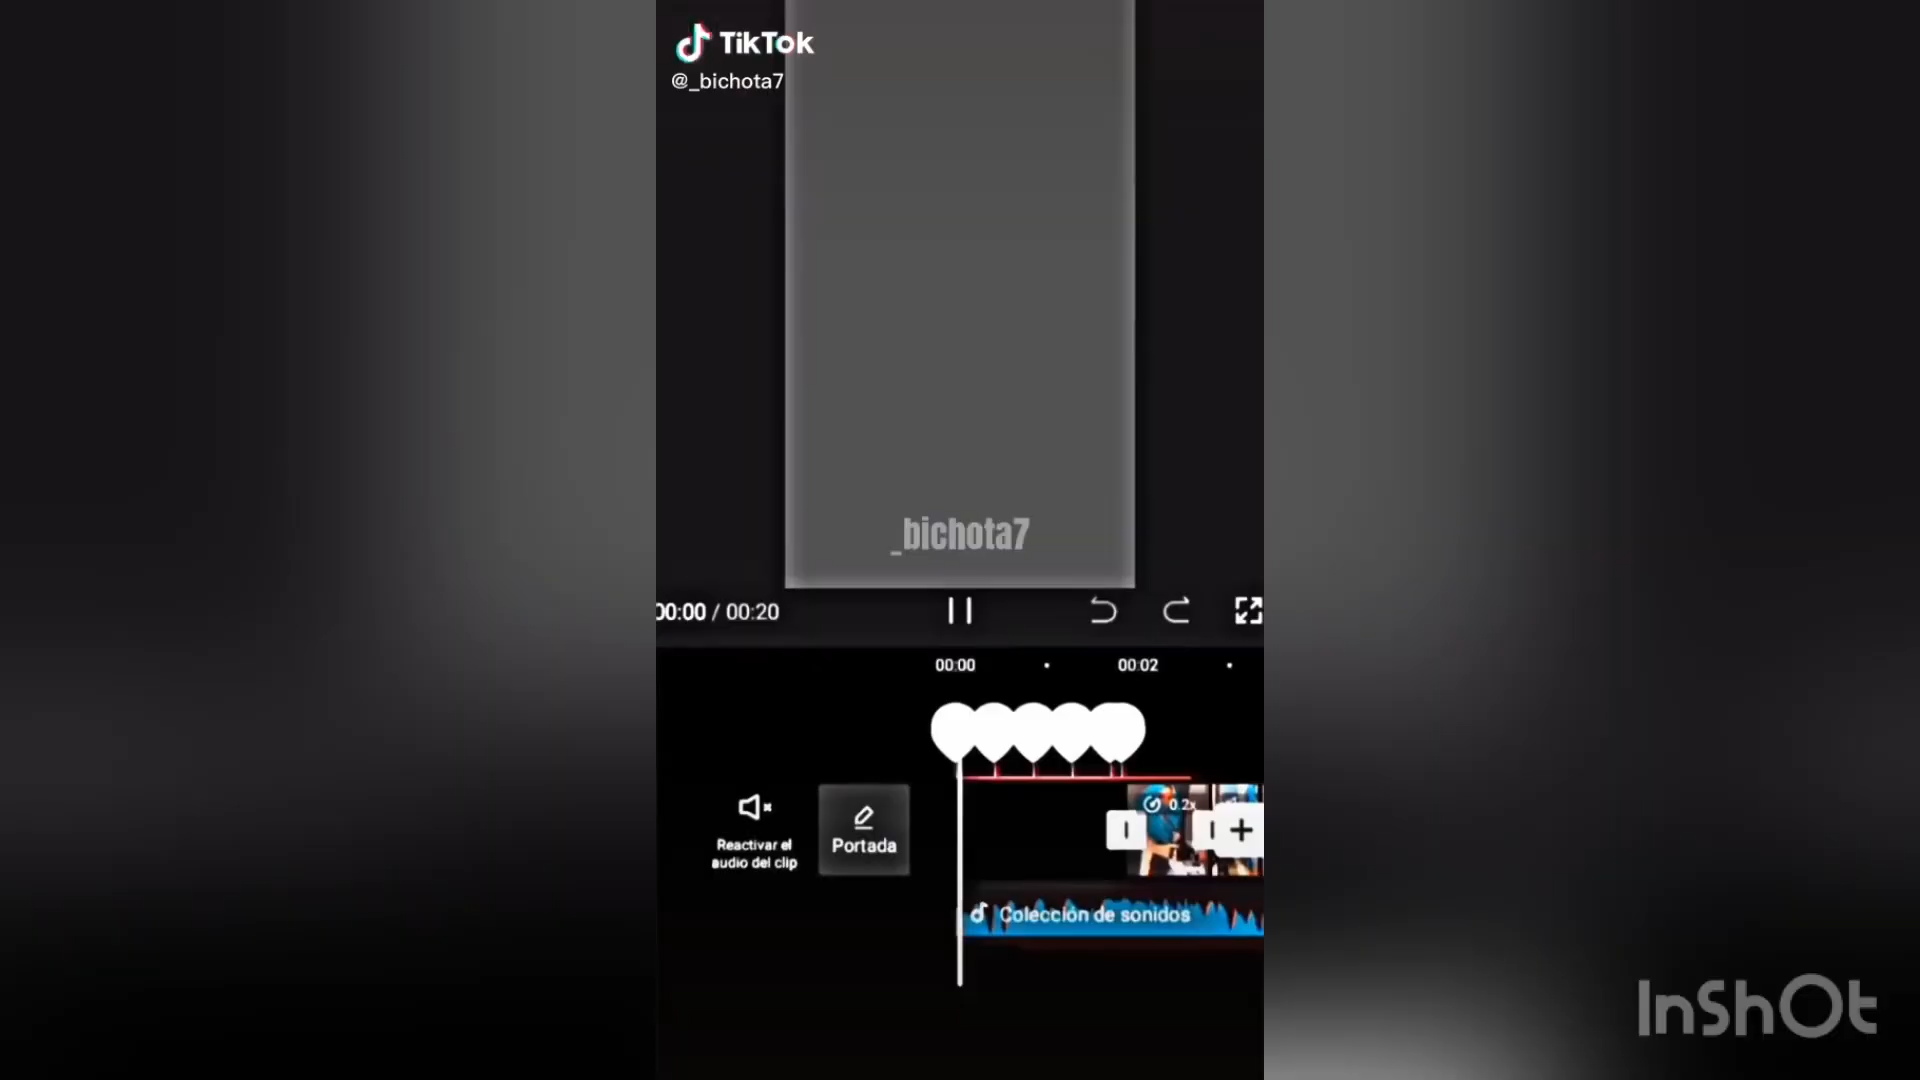 TikTok
@_bichota7
_bichota7
00:00 / 00:20
00:00
00:02
0.2x
Reactivar el
audio del clip
Portada
Colección de sonidos
InShOt